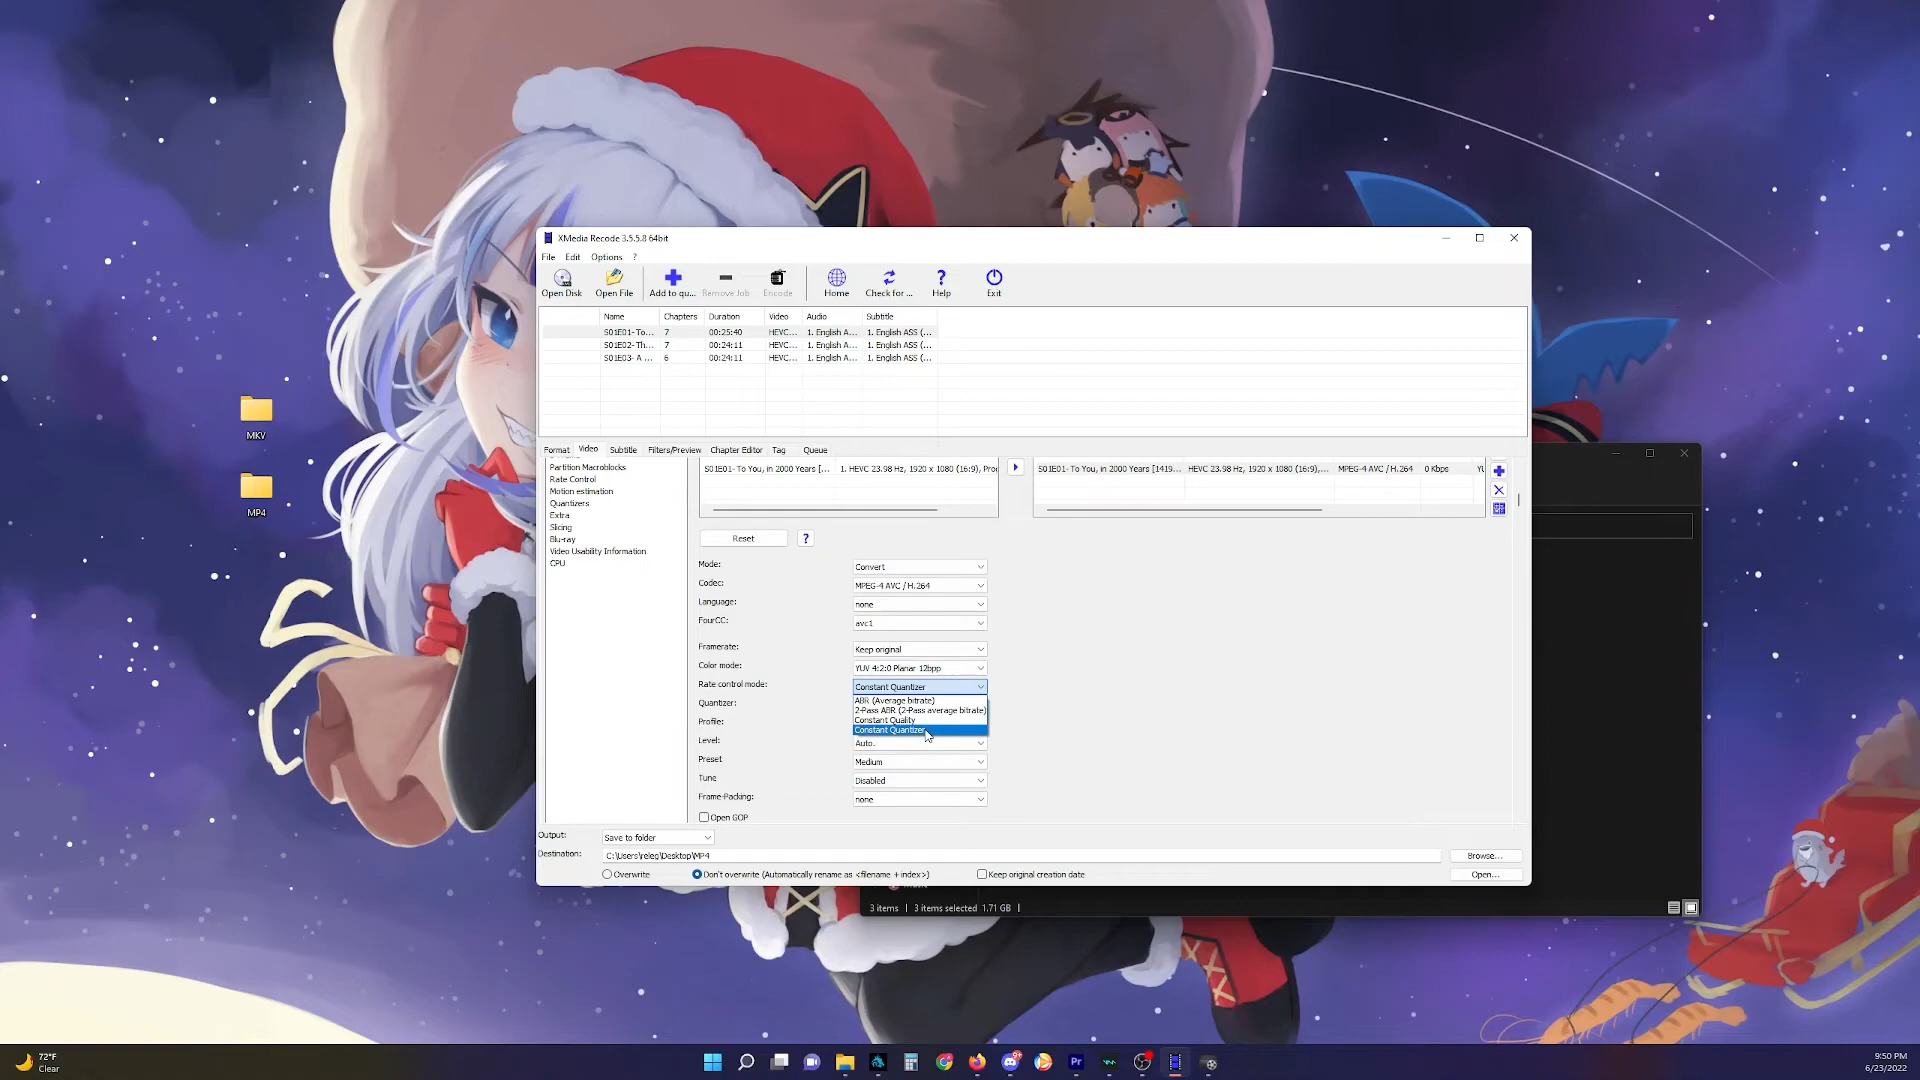 XMedia Recode 3.5.5.8 64bit
File Edit Options ?
Open Disk Open File Add to qu... Remove Job Encode Home Check for ... Help Exit
Name Chapters Duration Video Audio Subtitle
S01E01- To... 7 00:25:40 HEVC... 1. English A... 1. English ASS (...
S01E02- Th... 7 00:24:11 HEVC... 1. English A... 1. English ASS (...
S01E03- A ... 6 00:24:11 HEVC... 1. English A... 1. English ASS (...
MKV
MP4
Format Video Subtitle Filters/Preview Chapter Editor Tag Queue
Partition Macroblocks
Rate Control
Motion estimation
Quantizers
Extra
Slicing
Blu-ray
Video Usability Information
CPU
S01E01- To You, in 2000 Years [... 1. HEVC 23.98 Hz, 1920 x 1080 (16:9), Pro
S01E01- To You, in 2000 Years [1419... HEVC 23.98 Hz, 1920 x 1080 (16:9),... MPEG-4 AVC / H.264 0 Kbps
Reset ?
Mode: Convert
Codec: MPEG-4 AVC / H.264
Language: none
FourCC: avc1
Framerate: Keep original
Color mode: YUV 4:2:0 Planar 12bpp
Rate control mode: Constant Quantizer
ABR (Average bitrate)
2-Pass ABR (2-Pass average bitrate)
Constant Quality
Constant Quantizer
Quantizer:
Profile:
Level: Auto.
Preset Medium
Tune Disabled
Frame-Packing: none
Open GOP
Output: Save to folder
Destination: C:\Users\releg\Desktop\MP4 Browse...
Overwrite Don't overwrite (Automatically rename as <filename + index>) Keep original creation date Open...
3 items | 3 items selected 1.71 GB |
72°F
Clear
Pr
9:50 PM
6/23/2022